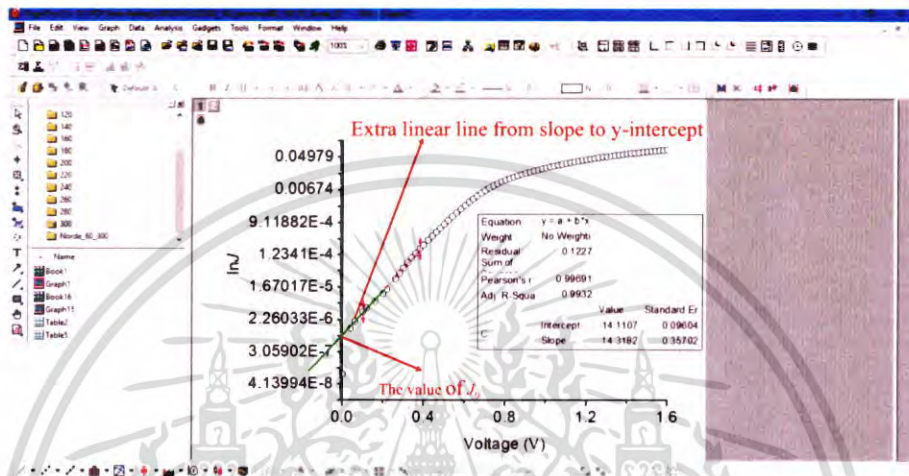 File Edit View Graph Data Analysis Gadgets Tools Format Window Help
100%
120
140
160
180
200
220
240
260
280
300
Norde_60_300
Name
Book1
Graph1
Book16
Graph15
Table2
Table5
1
Extra linear line from slope to y-intercept
0.04979
0.00674
9.11882E-4
1.2341E-4
1.67017E-5
2.26033E-6
3.05902E-7
4.13994E-8
lnJ
Equation y = a + b*x
Weight No Weighti
Residual Sum of 0.1227
Pearson's r 0.99691
Adj. R-Squa 0.9932
Value Standard Er
C Intercept 14.1107 0.09604
Slope 14.3182 0.35702
The value of J₀
0.0 0.4 0.8 1.2 1.6
Voltage (V)